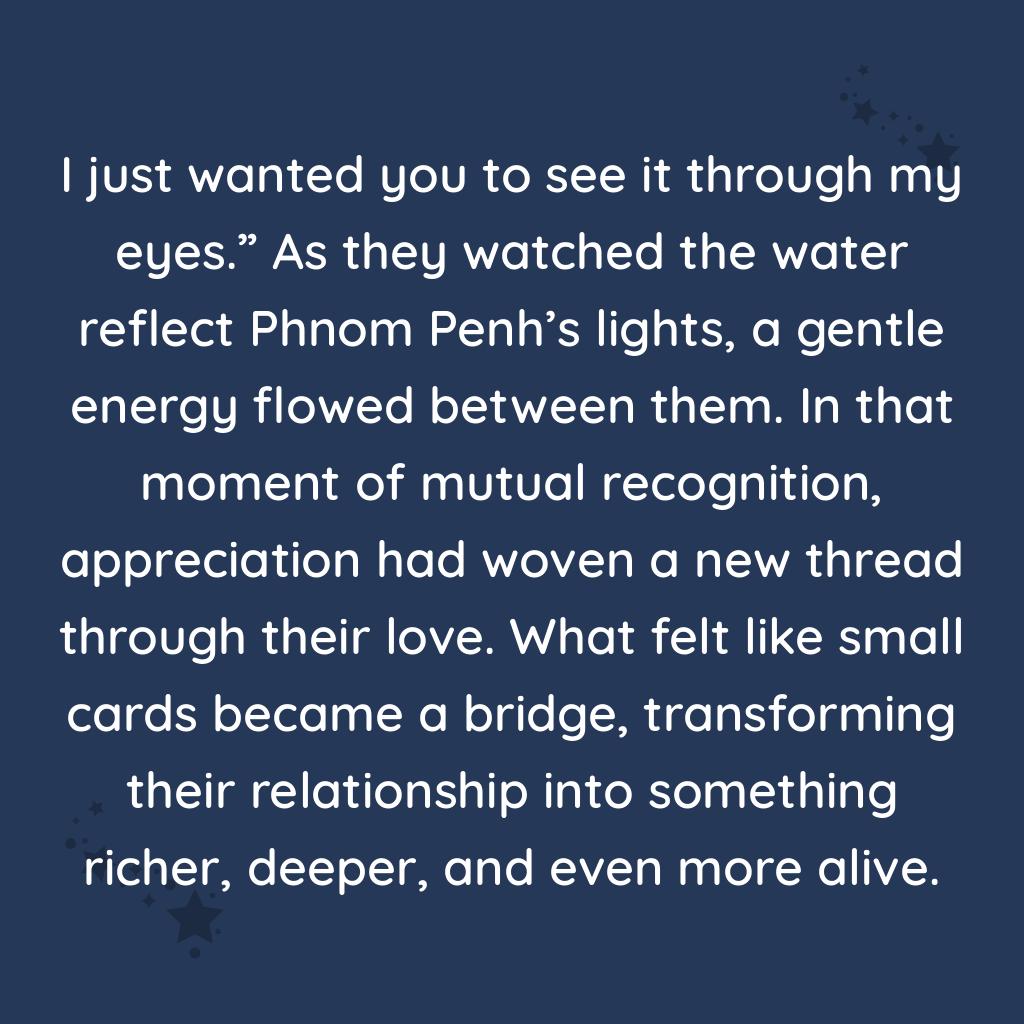 I just wanted you to see it through my
eyes.” As they watched the water
reflect Phnom Penh’s lights, a gentle
energy flowed between them. In that
moment of mutual recognition,
appreciation had woven a new thread
through their love. What felt like small
cards became a bridge, transforming
their relationship into something
richer, deeper, and even more alive.